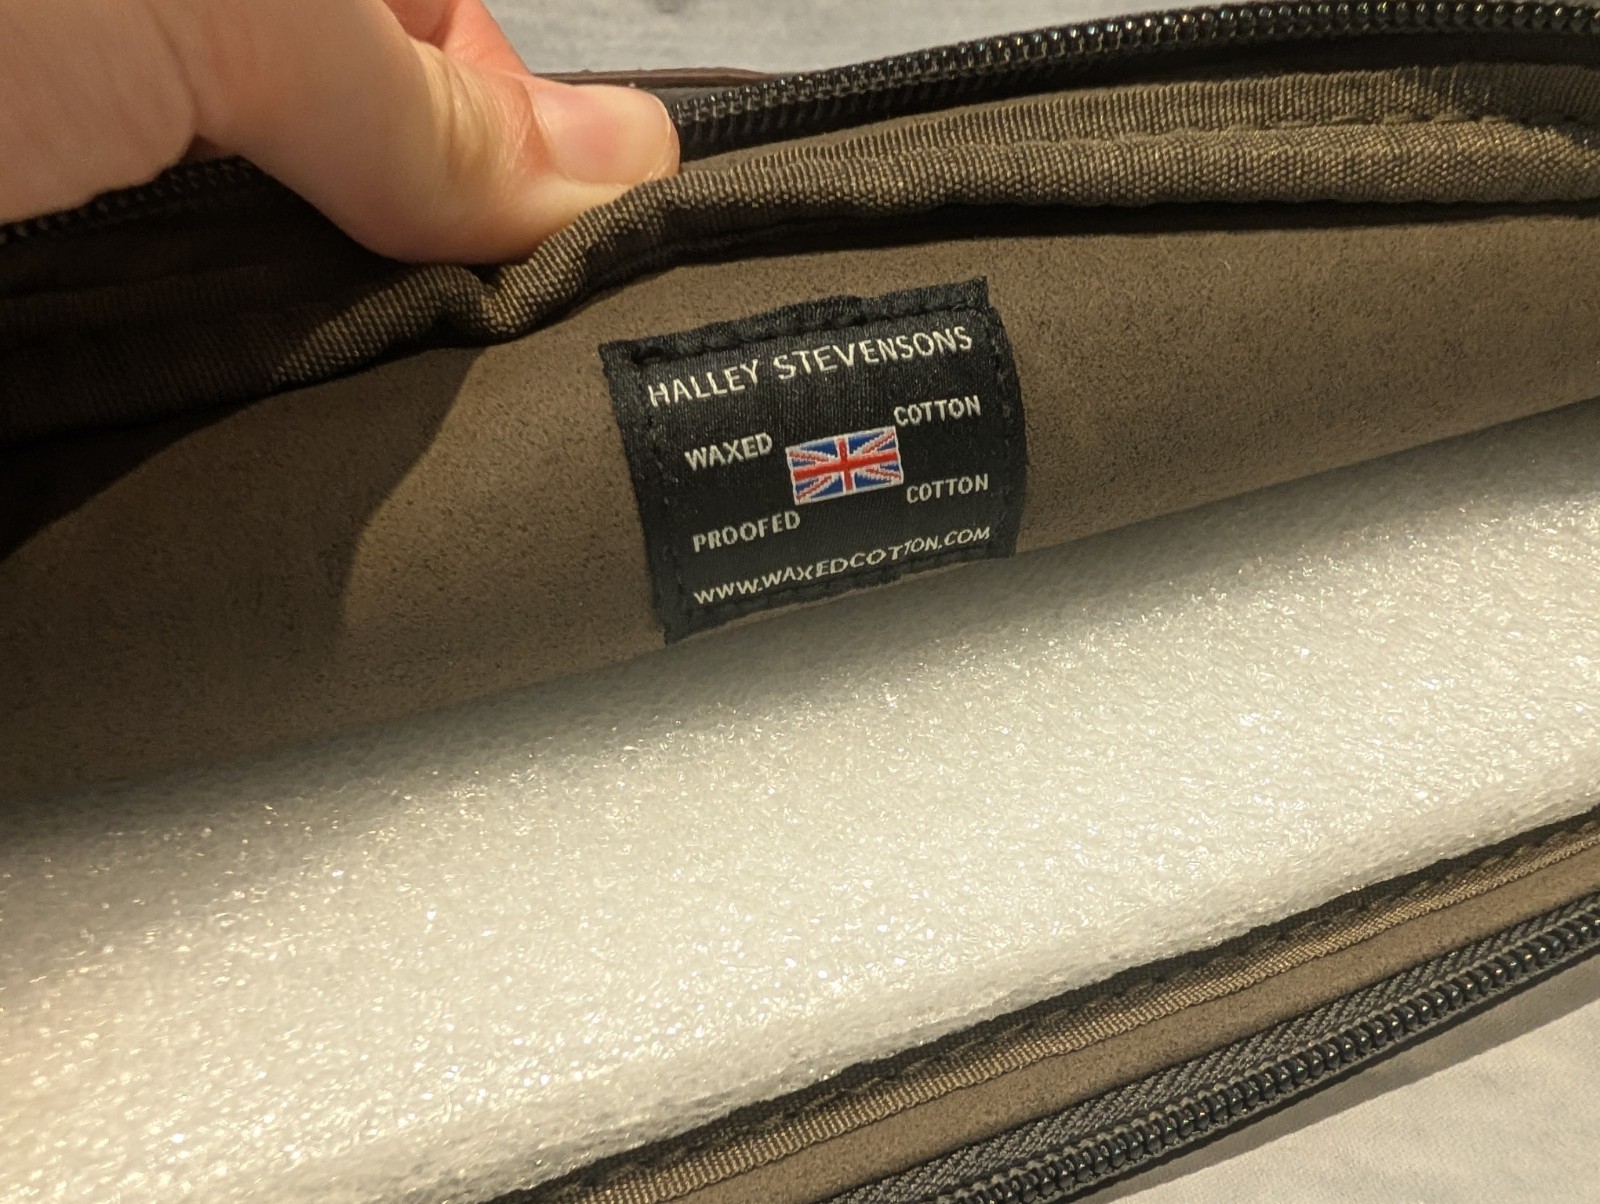 HALLEY STEVENSONS
WAXED COTTON
PROOFED COTTON
WWW.WAXEDCOTTON.COM